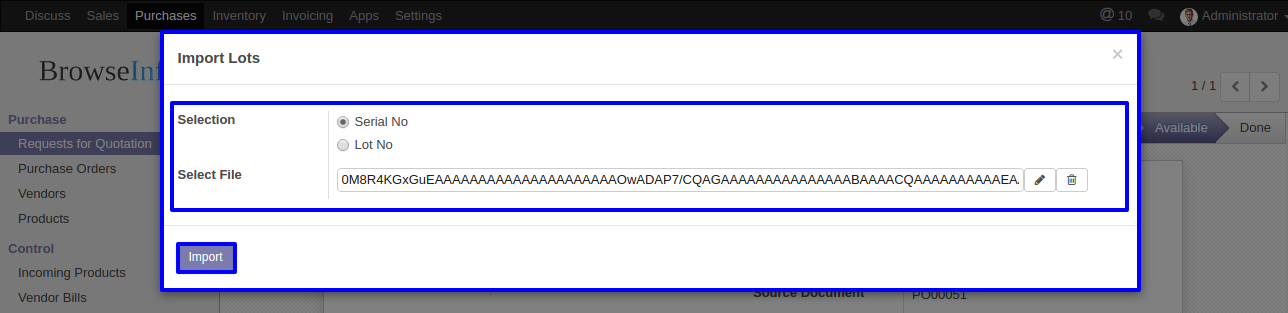 Discuss Sales Purchases Inventory Invoicing Apps Settings @ 10 Administrator
Import Lots ×
BrowseInf
1 / 1
Purchase
Selection
Serial No
Available Done
Requests for Quotation
Lot No
Purchase Orders
Select File
0M8R4KGxGuEAAAAAAAAAAAAAAAAAAAAAOwADAP7/CQAGAAAAAAAAAAAAAAABAAAACQAAAAAAAAAAEAA
Vendors
Products
Control
Import
Incoming Products
Vendor Bills
Source Document PO00051